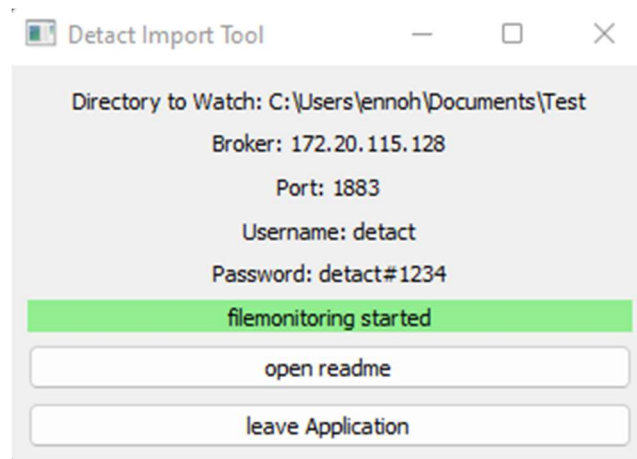 Detact Import Tool
Directory to Watch: C:\Users\ennoh\Documents\Test
Broker: 172.20.115.128
Port: 1883
Username: detact
Password: detact#1234
filemonitoring started
open readme
leave Application